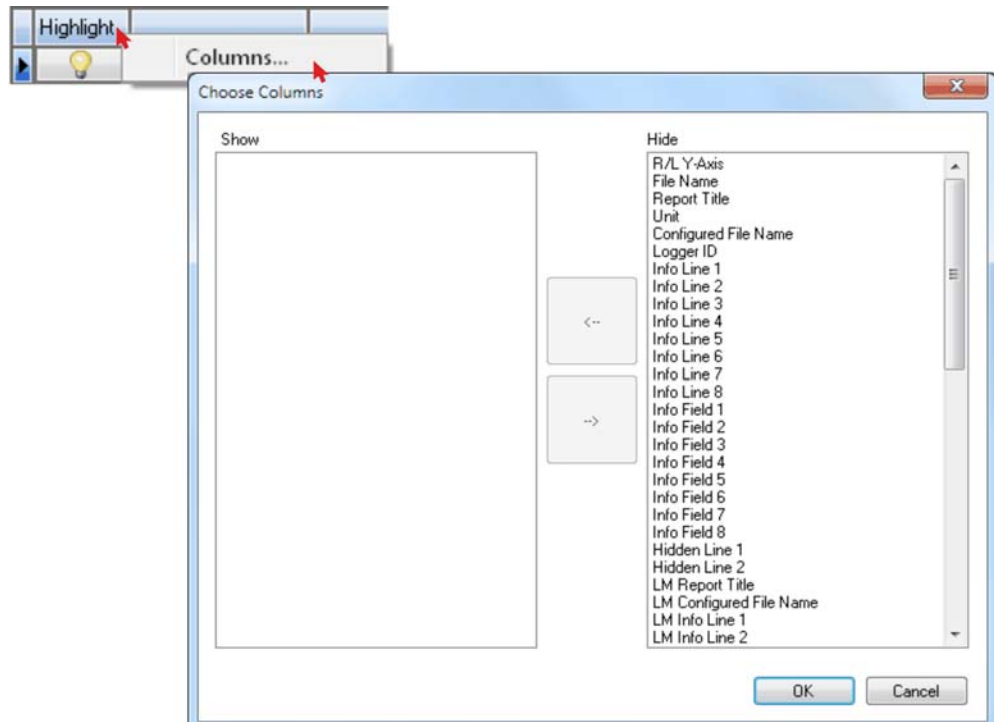 Highlight
Columns...
Choose Columns
Show
Hide
R/L Y-Axis
File Name
Report Title
Unit
Configured File Name
Logger ID
Info Line 1
Info Line 2
Info Line 3
Info Line 4
Info Line 5
Info Line 6
Info Line 7
Info Line 8
Info Field 1
Info Field 2
Info Field 3
Info Field 4
Info Field 5
Info Field 6
Info Field 7
Info Field 8
Hidden Line 1
Hidden Line 2
LM Report Title
LM Configured File Name
LM Info Line 1
LM Info Line 2
<--
-->
OK
Cancel